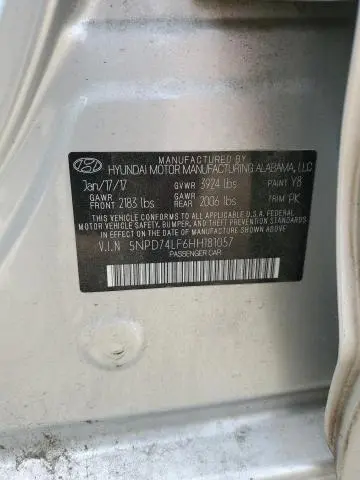 MANUFACTURED BY
HYUNDAI MOTOR MANUFACTURING ALABAMA, LLC
Jan/17/17 GVWR 3924 lbs PAINT Y8
GAWR FRONT 2183 lbs GAWR REAR 2006 lbs TRIM PK
THIS VEHICLE CONFORMS TO ALL APPLICABLE U.S.A. FEDERAL
MOTOR VEHICLE SAFETY, BUMPER, AND THEFT PREVENTION STANDARDS
IN EFFECT ON THE DATE OF MANUFACTURE SHOWN ABOVE.
V.I.N 5NPD74LF6HH181057
PASSENGER CAR